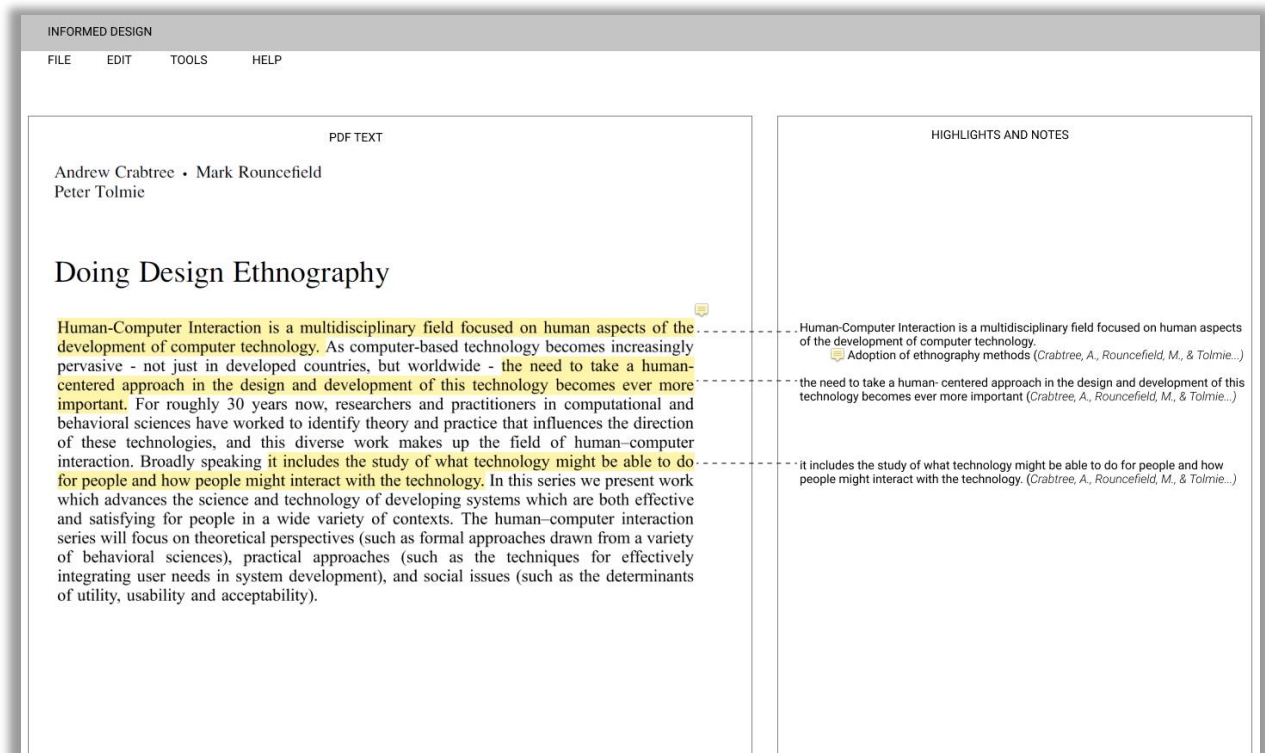 INFORMED DESIGN
FILE EDIT TOOLS HELP
PDF TEXT
Andrew Crabtree • Mark Rouncefield
Peter Tolmie
Doing Design Ethnography
Human-Computer Interaction is a multidisciplinary field focused on human aspects of the
development of computer technology. As computer-based technology becomes increasingly
pervasive - not just in developed countries, but worldwide - the need to take a human-
centered approach in the design and development of this technology becomes ever more
important. For roughly 30 years now, researchers and practitioners in computational and
behavioral sciences have worked to identify theory and practice that influences the direction
of these technologies, and this diverse work makes up the field of human–computer
interaction. Broadly speaking it includes the study of what technology might be able to do
for people and how people might interact with the technology. In this series we present work
which advances the science and technology of developing systems which are both effective
and satisfying for people in a wide variety of contexts. The human–computer interaction
series will focus on theoretical perspectives (such as formal approaches drawn from a variety
of behavioral sciences), practical approaches (such as the techniques for effectively
integrating user needs in system development), and social issues (such as the determinants
of utility, usability and acceptability).
HIGHLIGHTS AND NOTES
Human-Computer Interaction is a multidisciplinary field focused on human aspects
of the development of computer technology.
Adoption of ethnography methods (Crabtree, A., Rouncefield, M., & Tolmie...)
the need to take a human- centered approach in the design and development of this
technology becomes ever more important (Crabtree, A., Rouncefield, M., & Tolmie...)
it includes the study of what technology might be able to do for people and how
people might interact with the technology. (Crabtree, A., Rouncefield, M., & Tolmie...)